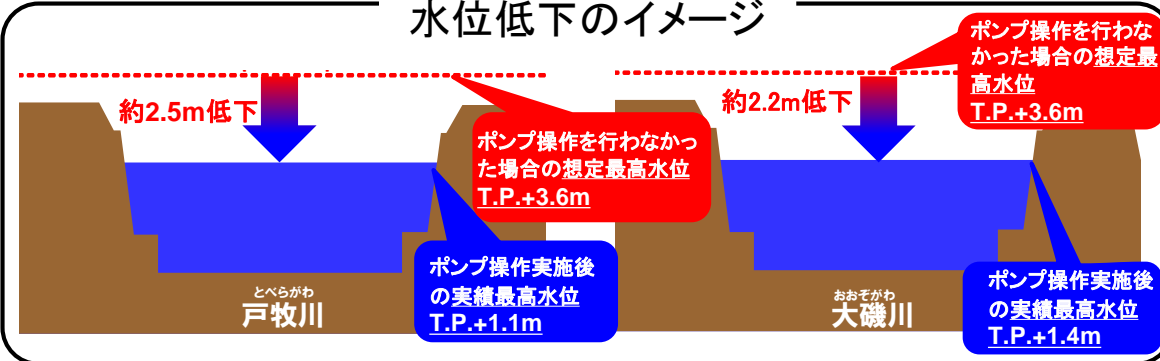 水位低下のイメージ
約2.5m低下
ポンプ操作を行わなかっ
た場合の想定最高水位
T.P.+3.6m
ポンプ操作実施後
の実績最高水位
T.P.+1.1m
とべらがわ
戸牧川
約2.2m低下
ポンプ操作を行わな
かった場合の想定最
高水位
T.P.+3.6m
ポンプ操作実施後
の実績最高水位
T.P.+1.4m
おおぞがわ
大磯川